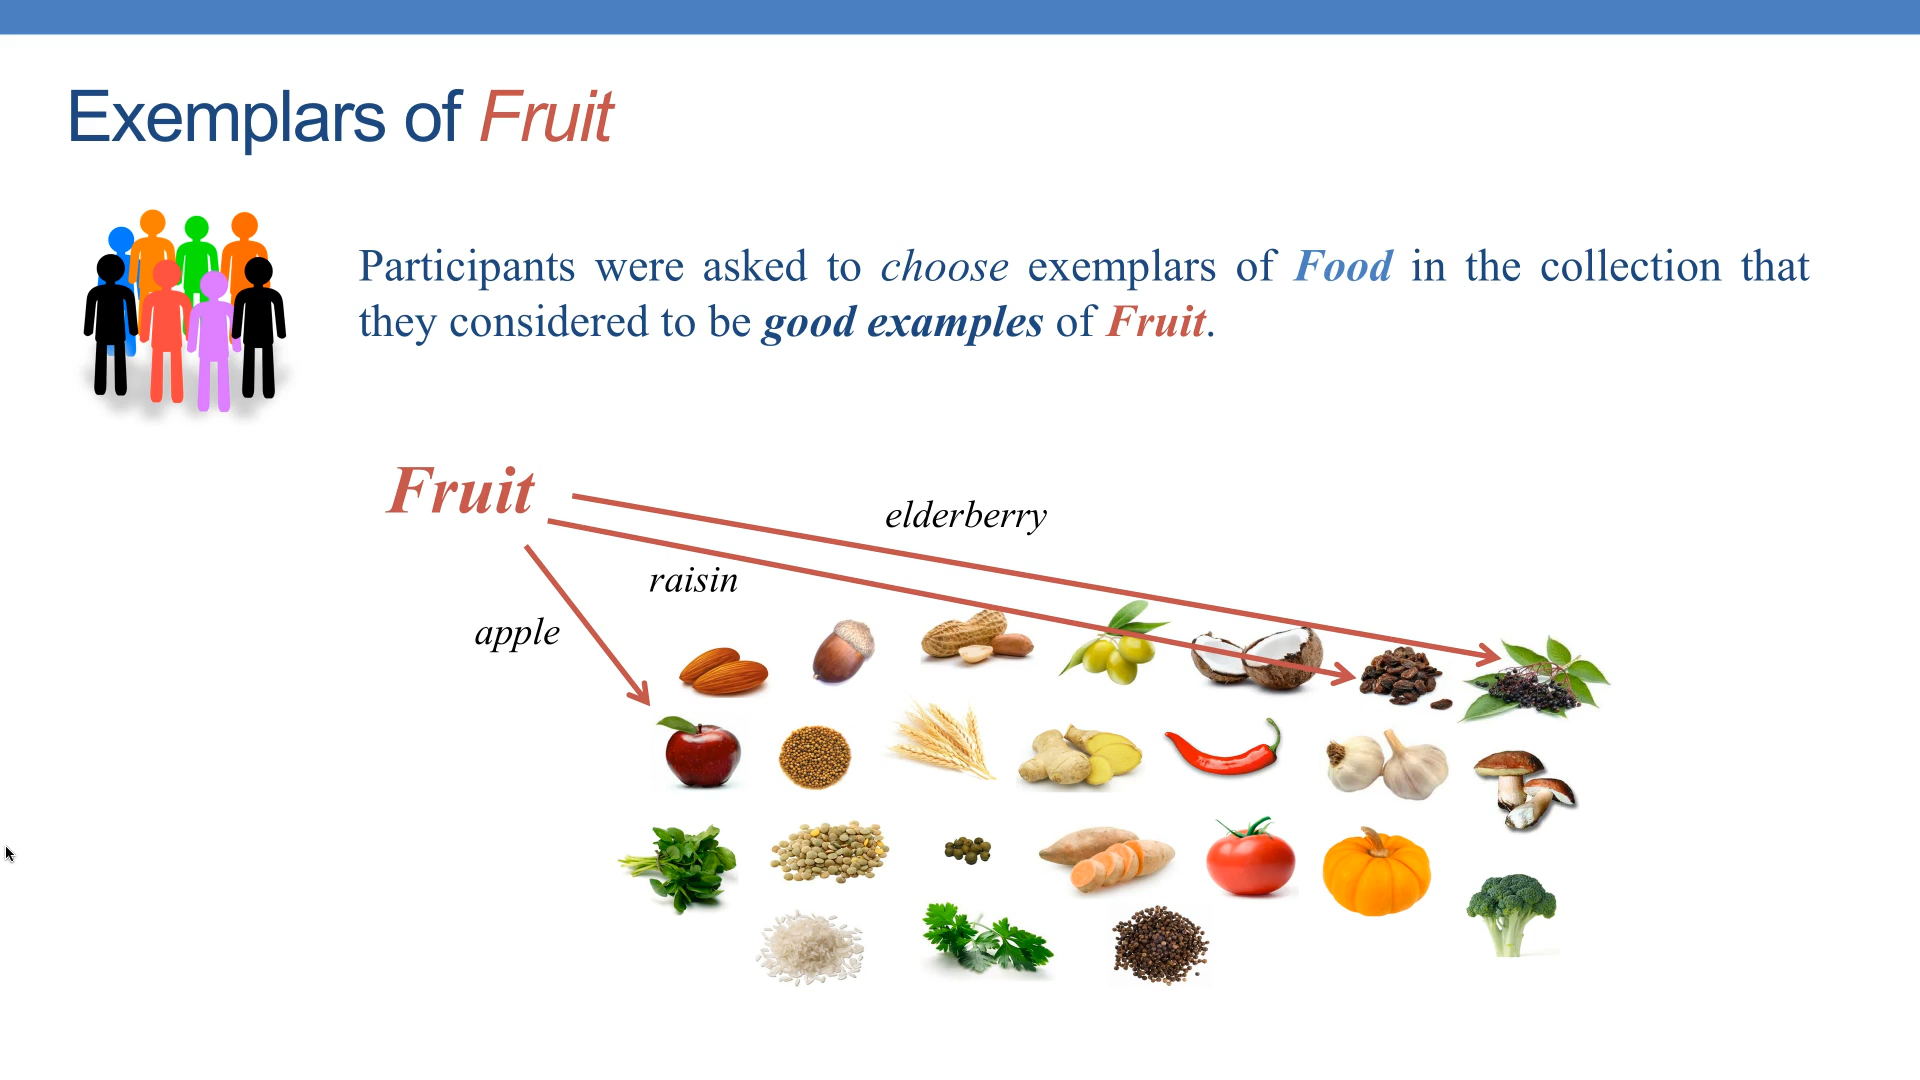 Exemplars of Fruit
Participants were asked to choose exemplars of Food in the collection that
they considered to be good examples of Fruit.
Fruit
elderberry
raisin
apple